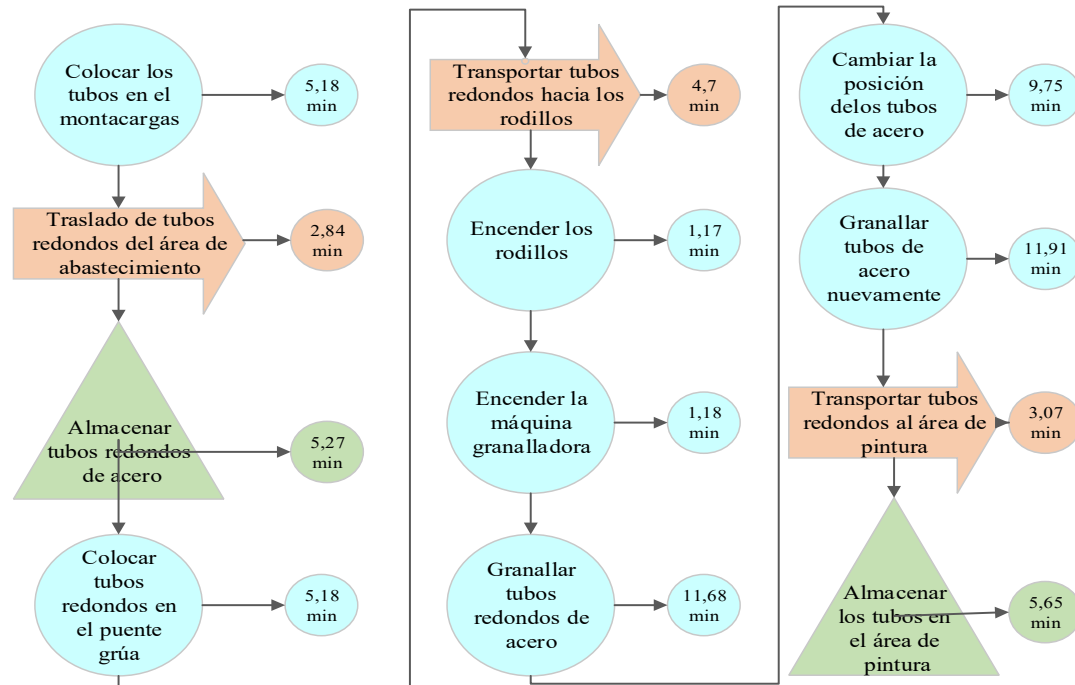 Colocar los
tubos en el
montacargas
5,18
min
Traslado de tubos
redondos del área de
abastecimiento
2,84
min
Almacenar
tubos redondos
de acero
5,27
min
Colocar
tubos
redondos en
el puente
grúa
5,18
min
Transportar tubos
redondos hacia los
rodillos
4,7
min
Encender los
rodillos
1,17
min
Encender la
máquina
granalladora
1,18
min
Granallar
tubos
redondos de
acero
11,68
min
Cambiar la
posición
delos tubos
de acero
9,75
min
Granallar
tubos de
acero
nuevamente
11,91
min
Transportar tubos
redondos al área de
pintura
3,07
min
Almacenar
los tubos en
el área de
pintura
5,65
min